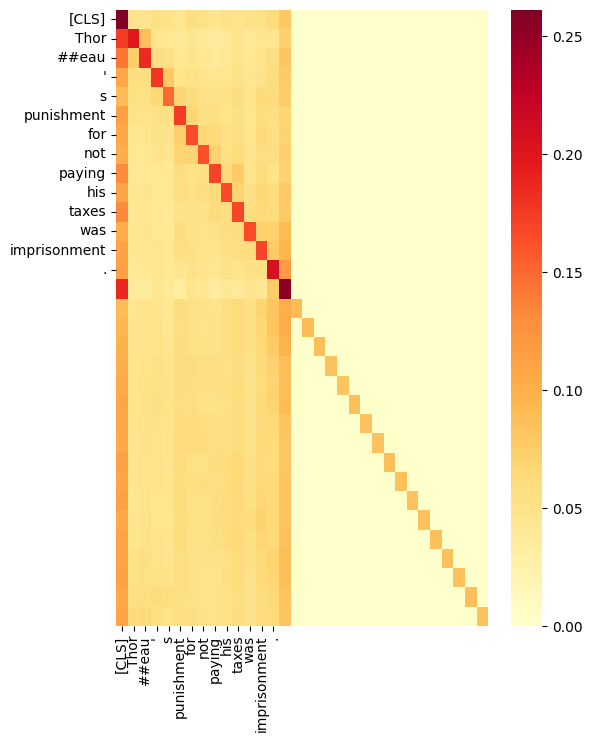 [CLS]
Thor
##eau
'
s
punishment
for
not
paying
his
taxes
was
imprisonment
.
[CLS]
Thor
##eau
'
s
punishment
for
not
paying
his
taxes
was
imprisonment
.
0.25
0.20
0.15
0.10
0.05
0.00